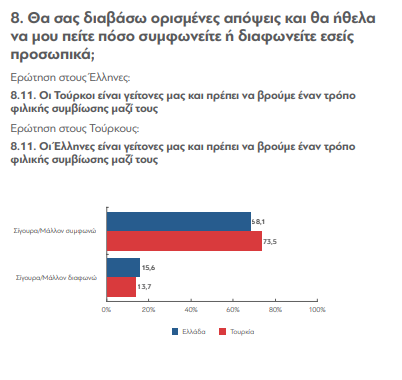 8. Θα σας διαβάσω ορισμένες απόψεις και θα ήθελα
να μου πείτε πόσο συμφωνείτε ή διαφωνείτε εσείς
προσωπικά;
Ερώτηση στους Έλληνες:
8.11. Οι Τούρκοι είναι γείτονες μας και πρέπει να βρούμε έναν τρόπο
φιλικής συμβίωσης μαζί τους
Ερώτηση στους Τούρκους:
8.11. Οι Έλληνες είναι γείτονες μας και πρέπει να βρούμε έναν τρόπο
φιλικής συμβίωσης μαζί τους
Σίγουρα/Μάλλον συμφωνώ
68,1
73,5
Σίγουρα/Μάλλον διαφωνώ
15,6
13,7
0% 20% 40% 60% 80% 100%
Ελλάδα Τουρκία